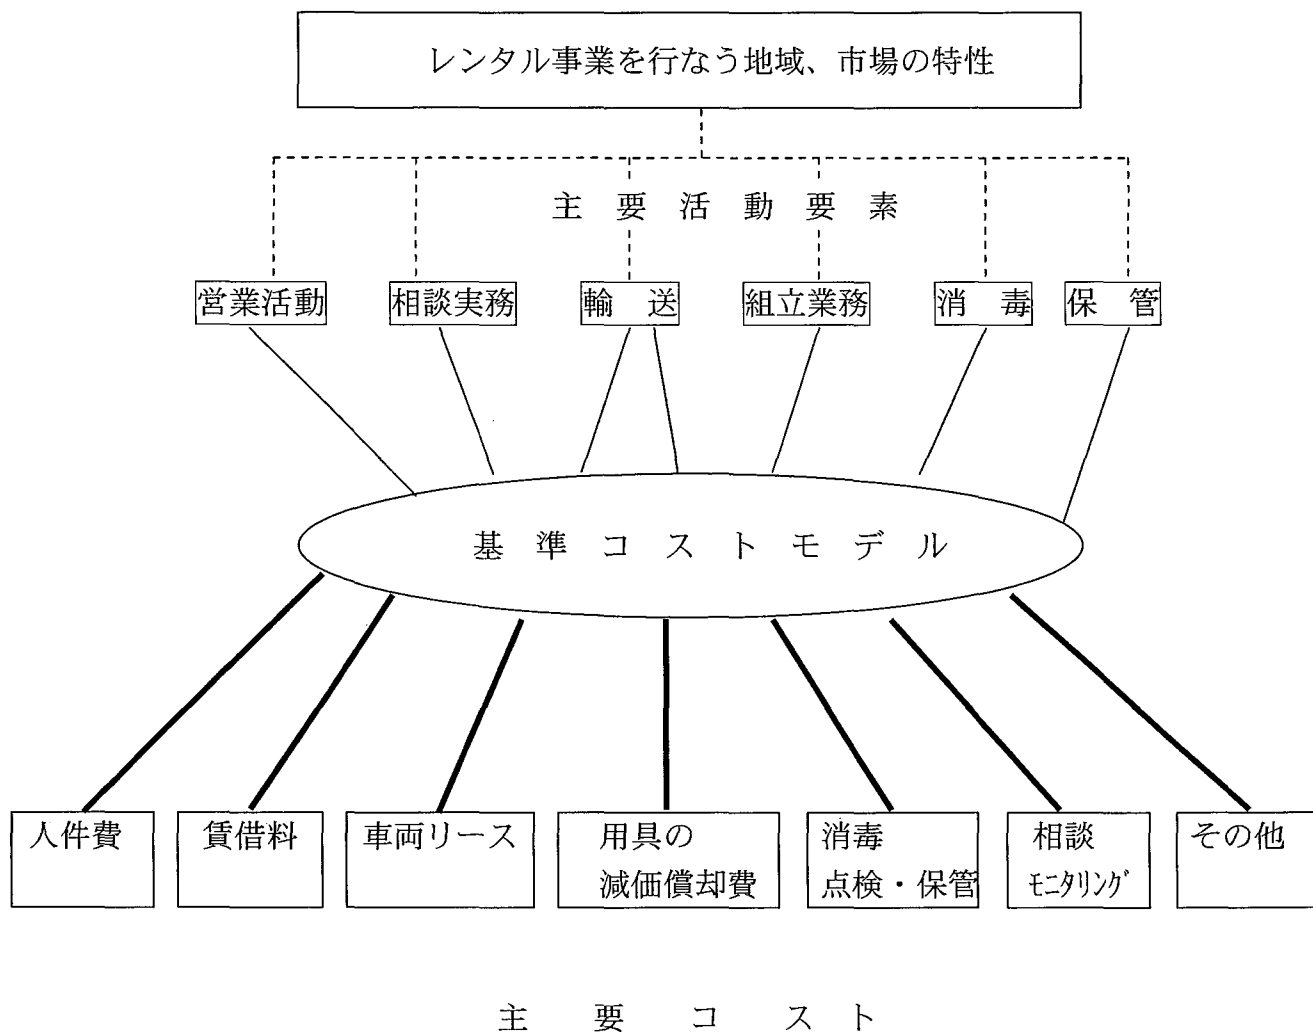 レンタル事業を行なう地域、市場の特性
主要活動要素
営業活動
相談実務
輸送
組立業務
消毒
保管
基準コストモデル
人件費
賃借料
車両リース
用具の
減価償却費
消毒
点検・保管
相談
ﾓﾆﾀﾘﾝｸﾞ
その他
主要コスト